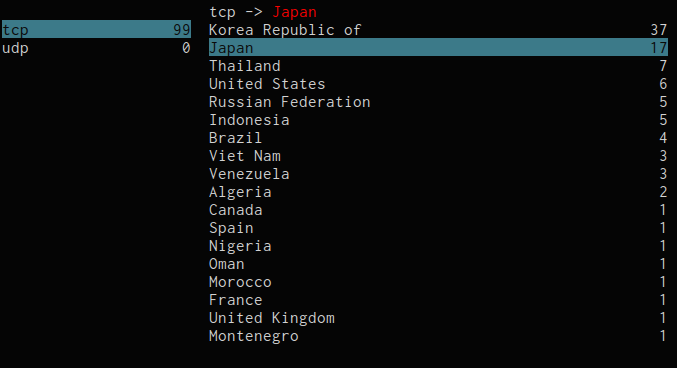 tcp -> Japan
tcp 99
udp 0
Korea Republic of 37
Japan 17
Thailand 7
United States 6
Russian Federation 5
Indonesia 5
Brazil 4
Viet Nam 3
Venezuela 3
Algeria 2
Canada 1
Spain 1
Nigeria 1
Oman 1
Morocco 1
France 1
United Kingdom 1
Montenegro 1